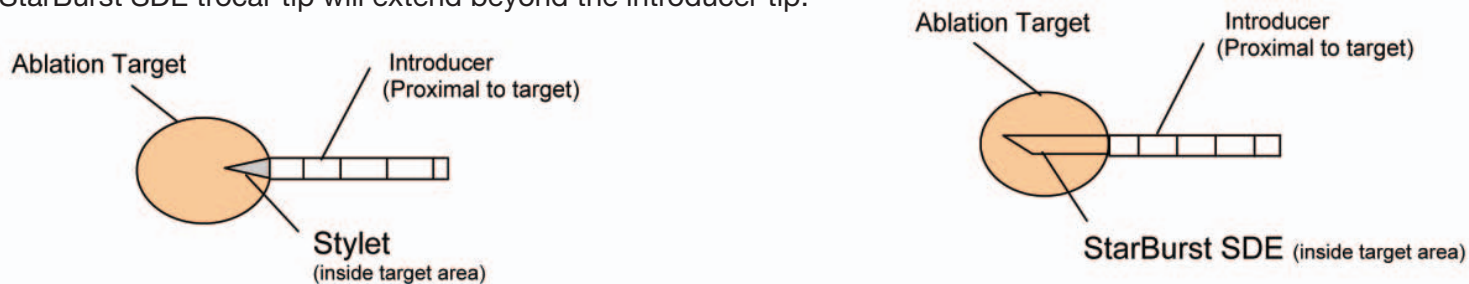 StarBurst SDE trocar tip will extend beyond the introducer tip.
Ablation Target
Introducer
(Proximal to target)
Stylet
(inside target area)
Ablation Target
Introducer
(Proximal to target)
StarBurst SDE (inside target area)